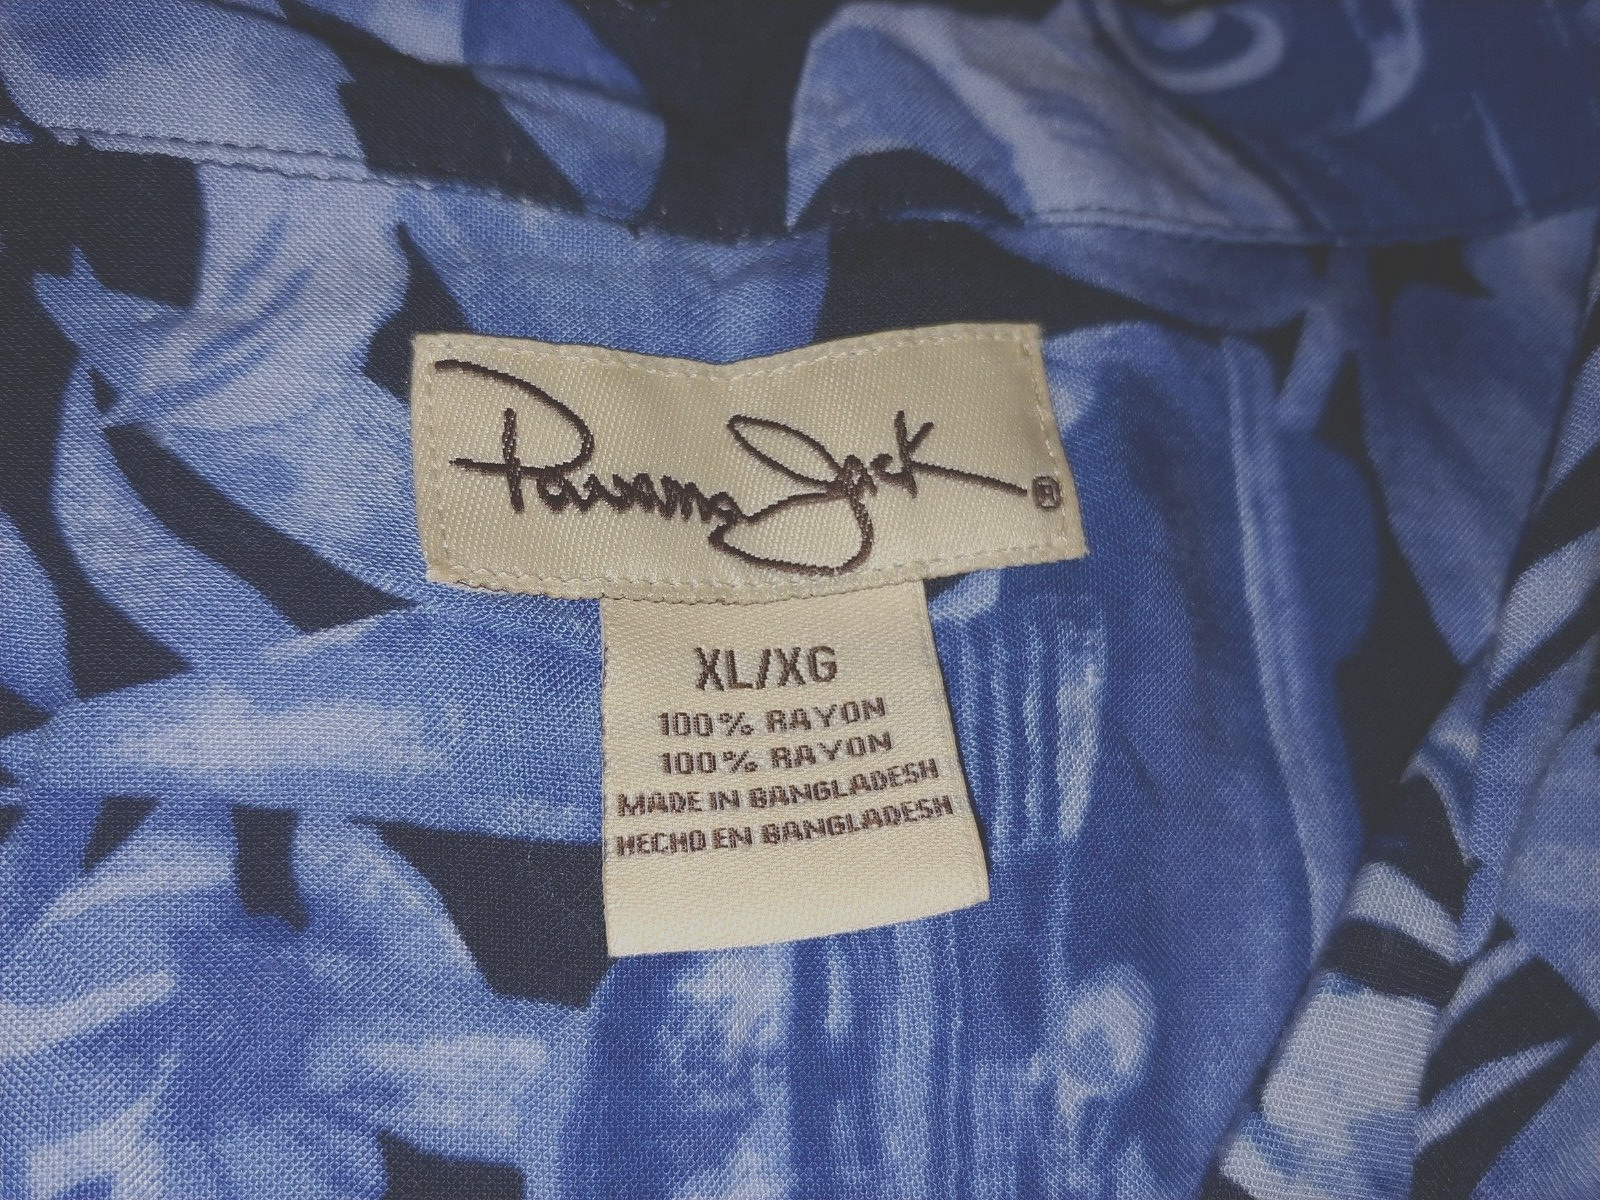 Panama Jack ®
XL/XG
100% RAYON
100% RAYON
MADE IN BANGLADESH
HECHO EN BANGLADESH